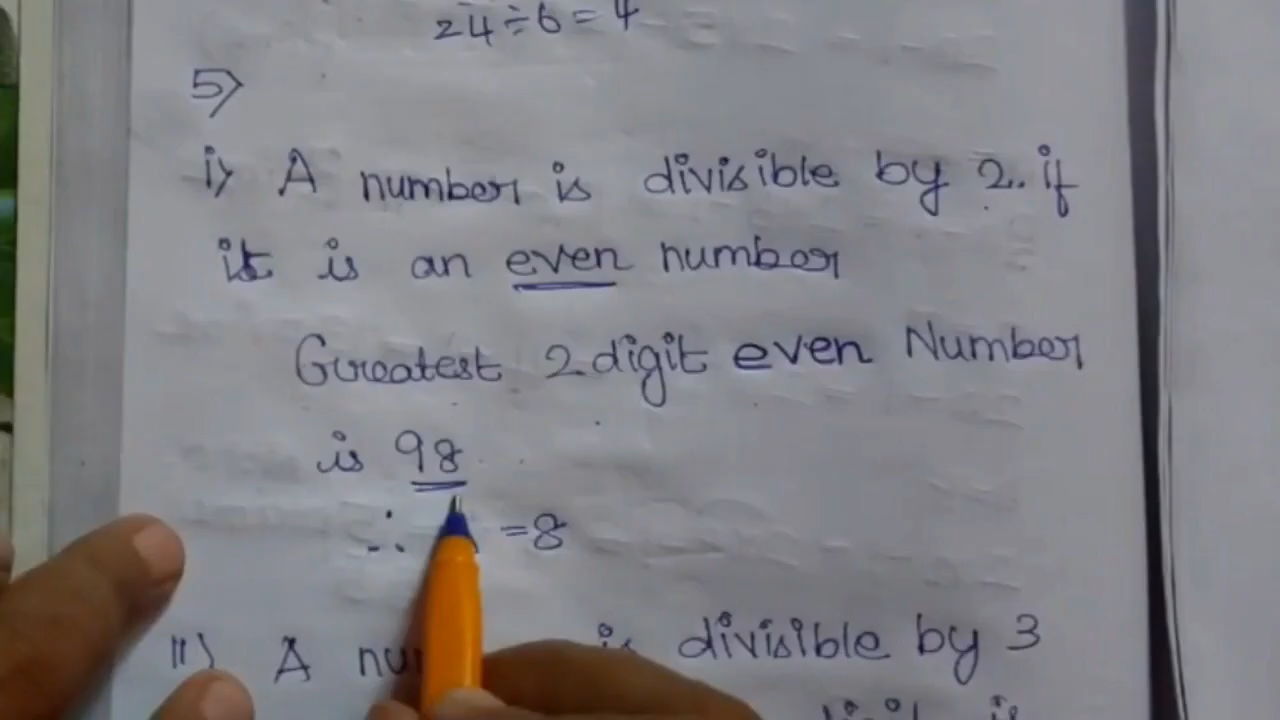 24÷6=4
5)
i) A number is divisible by 2. if
it is an even number
Greatest 2 digit even Number
is 98
∴ =8
ii) A is divisible by 3
is